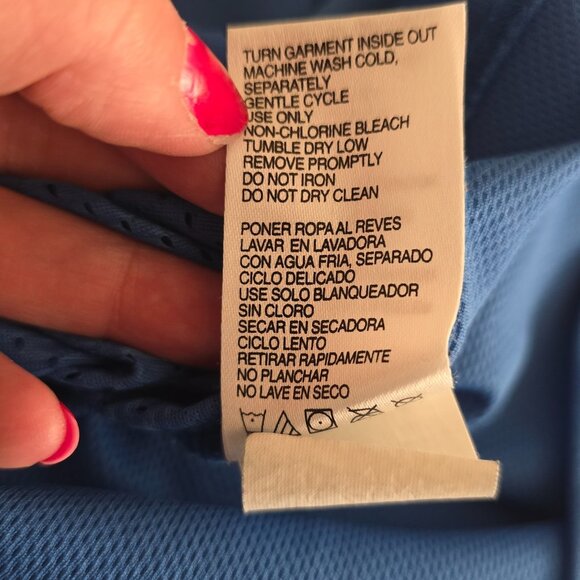 TURN GARMENT INSIDE OUT
MACHINE WASH COLD,
SEPARATELY
GENTLE CYCLE
USE ONLY
NON-CHLORINE BLEACH
TUMBLE DRY LOW
REMOVE PROMPTLY
DO NOT IRON
DO NOT DRY CLEAN
PONER ROPA AL REVES
LAVAR EN LAVADORA
CON AGUA FRIA, SEPARADO
CICLO DELICADO
USE SOLO BLANQUEADOR
SIN CLORO
SECAR EN SECADORA
CICLO LENTO
RETIRAR RAPIDAMENTE
NO PLANCHAR
NO LAVE EN SECO